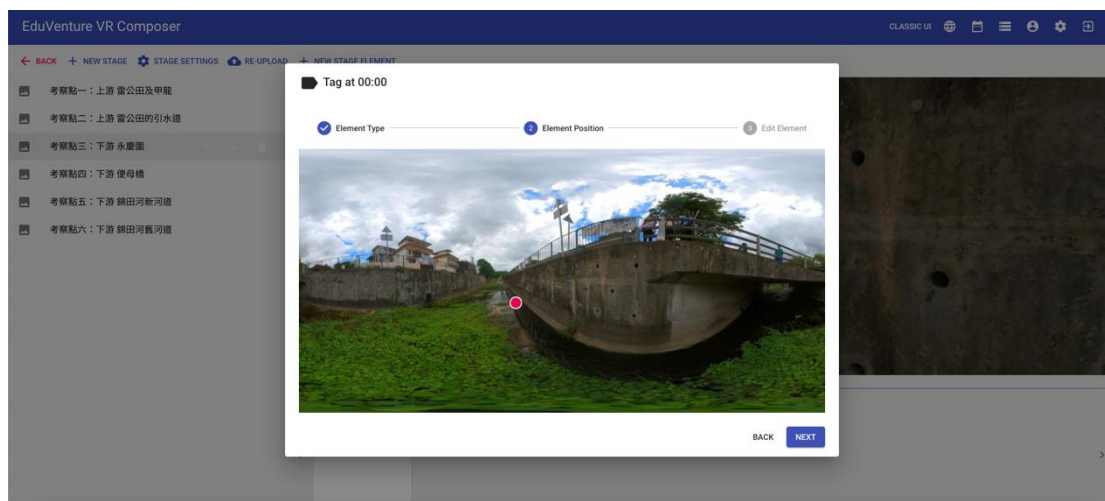 EduVenture VR Composer
CLASSIC UI
BACK + NEW STAGE STAGE SETTINGS RE-UPLOAD + NEW STAGE ELEMENT
考察點一：上游 雷公田及甲龍
考察點二：上游 雷公田的引水道
考察點三：下游 永慶圍
考察點四：下游 便母橋
考察點五：下游 錦田河新河道
考察點六：下游 錦田河舊河道
Tag at 00:00
Element Type
2 Element Position
3 Edit Element
BACK NEXT